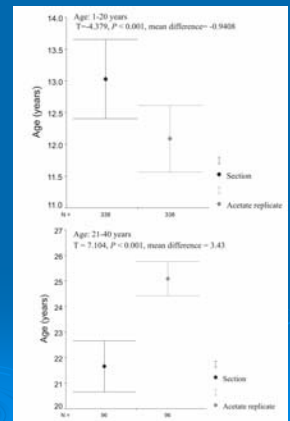 Age: 1-20 years
T=-4.379, P < 0.001, mean difference= -0.9408
14.0
13.5
13.0
12.5
12.0
11.5
11.0
Age (years)
N = 338 338
Section
Acetate replicate
Age: 21-40 years
T = 7.104, P < 0.001, mean difference = 3.43
27
26
25
24
23
22
21
20
Age (years)
N = 96 96
Section
Acetate replicate